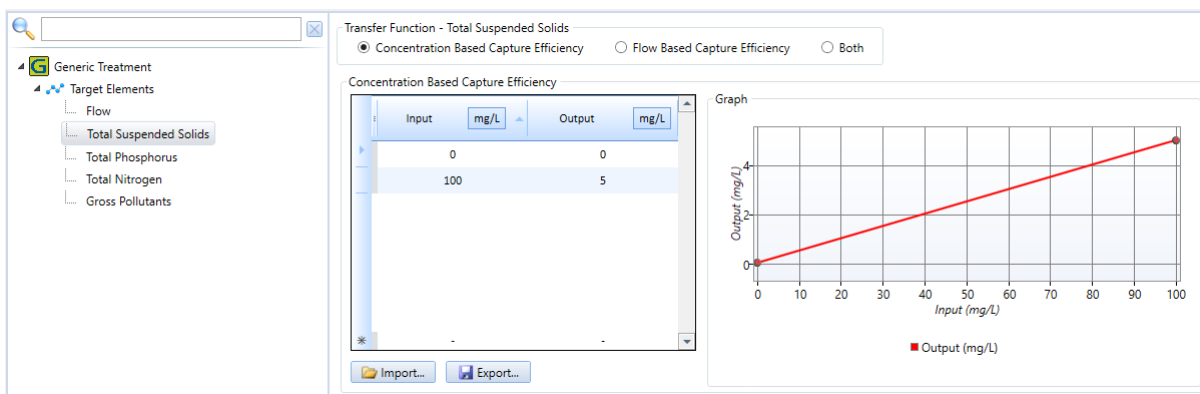 Generic Treatment
Target Elements
Flow
Total Suspended Solids
Total Phosphorus
Total Nitrogen
Gross Pollutants
Transfer Function - Total Suspended Solids
Concentration Based Capture Efficiency
Flow Based Capture Efficiency
Both
Concentration Based Capture Efficiency
Input mg/L Output mg/L
0 0
100 5
* - -
Import...
Export...
Graph
Output (mg/L)
4
2
0
0 10 20 30 40 50 60 70 80 90 100
Input (mg/L)
Output (mg/L)